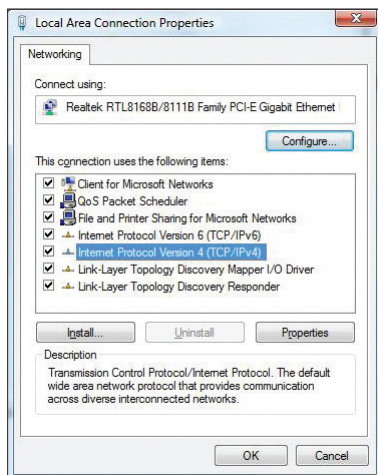 Local Area Connection Properties
Networking
Connect using:
Realtek RTL8168B/8111B Family PCI-E Gigabit Ethernet
Configure...
This connection uses the following items:
Client for Microsoft Networks
QoS Packet Scheduler
File and Printer Sharing for Microsoft Networks
Internet Protocol Version 6 (TCP/IPv6)
Internet Protocol Version 4 (TCP/IPv4)
Link-Layer Topology Discovery Mapper I/O Driver
Link-Layer Topology Discovery Responder
Install... Uninstall Properties
Description
Transmission Control Protocol/Internet Protocol. The default
wide area network protocol that provides communication
across diverse interconnected networks.
OK Cancel